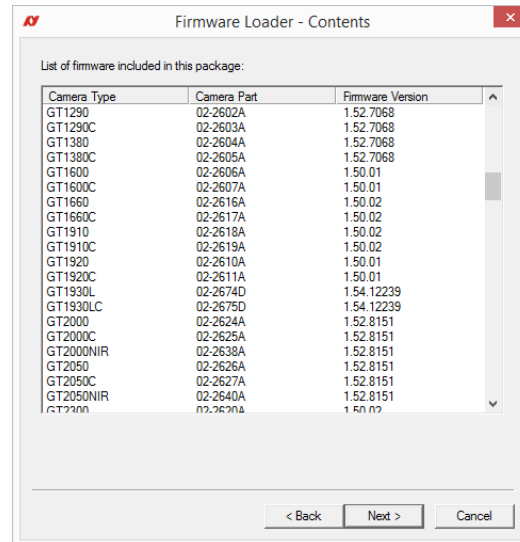 Firmware Loader - Contents
List of firmware included in this package:
Camera Type Camera Part Firmware Version
GT1290 02-2602A 1.52.7068
GT1290C 02-2603A 1.52.7068
GT1380 02-2604A 1.52.7068
GT1380C 02-2605A 1.52.7068
GT1600 02-2606A 1.50.01
GT1600C 02-2607A 1.50.01
GT1660 02-2616A 1.50.02
GT1660C 02-2617A 1.50.02
GT1910 02-2618A 1.50.02
GT1910C 02-2619A 1.50.02
GT1920 02-2610A 1.50.01
GT1920C 02-2611A 1.50.01
GT1930L 02-2674D 1.54.12239
GT1930LC 02-2675D 1.54.12239
GT2000 02-2624A 1.52.8151
GT2000C 02-2625A 1.52.8151
GT2000NIR 02-2638A 1.52.8151
GT2050 02-2626A 1.52.8151
GT2050C 02-2627A 1.52.8151
GT2050NIR 02-2640A 1.52.8151
GT2300 02-2620A 1.50.02
< Back Next > Cancel